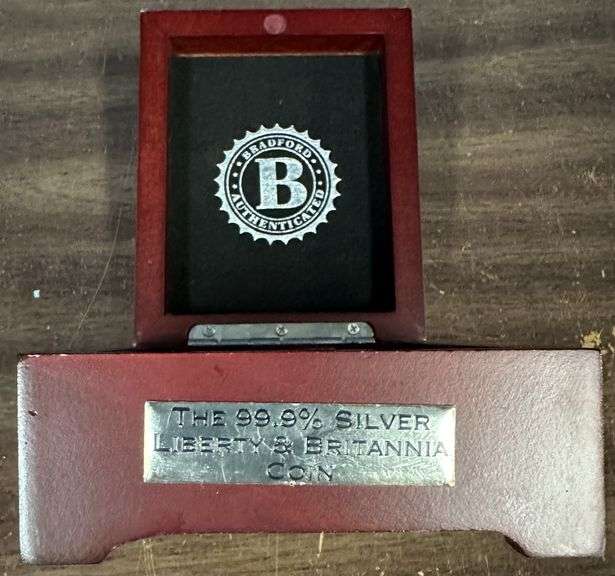 BRADFORD
B
AUTHENTICATED
THE 99.9% SILVER
LIBERTY & BRITANNIA
COIN